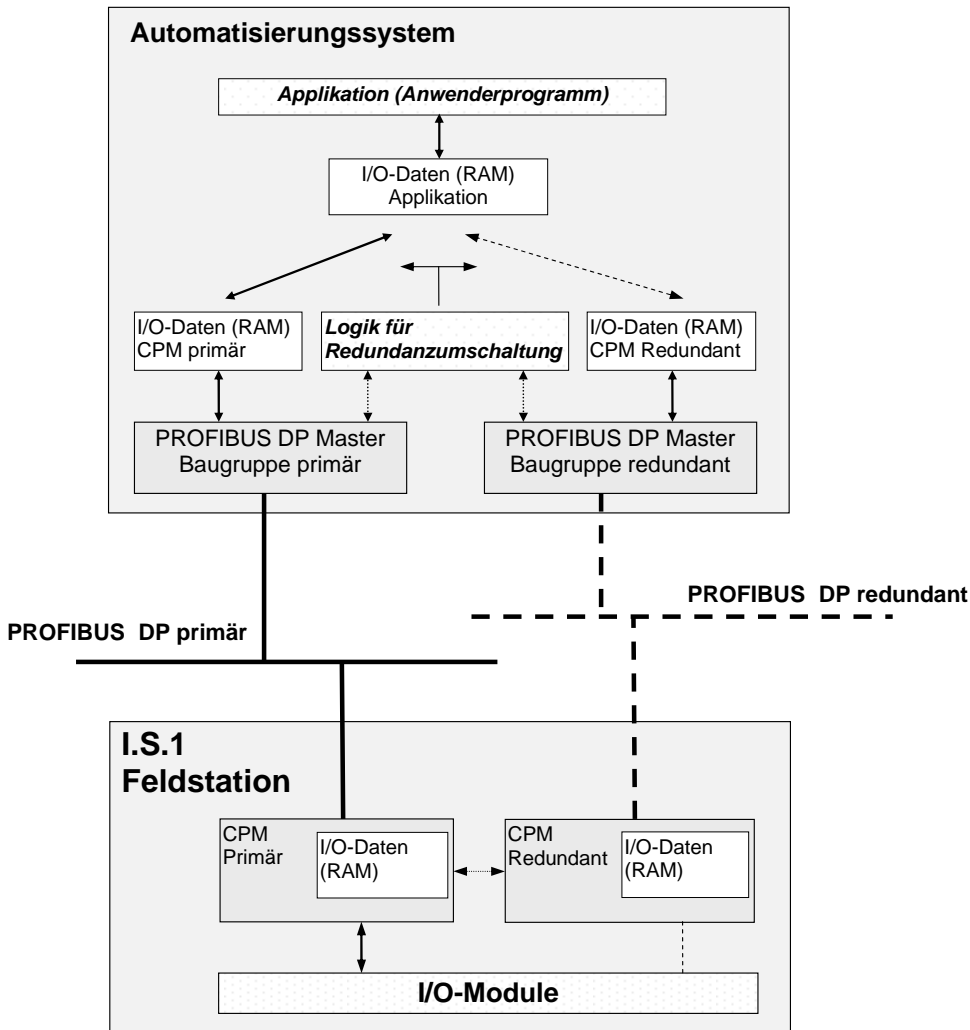 Automatisierungssystem
Applikation (Anwenderprogramm)
I/O-Daten (RAM)
Applikation
I/O-Daten (RAM)
CPM primär
Logik für
Redundanzumschaltung
I/O-Daten (RAM)
CPM Redundant
PROFIBUS DP Master
Baugruppe primär
PROFIBUS DP Master
Baugruppe redundant
PROFIBUS DP redundant
PROFIBUS DP primär
I.S.1
Feldstation
CPM
Primär
I/O-Daten
(RAM)
CPM
Redundant
I/O-Daten
(RAM)
I/O-Module